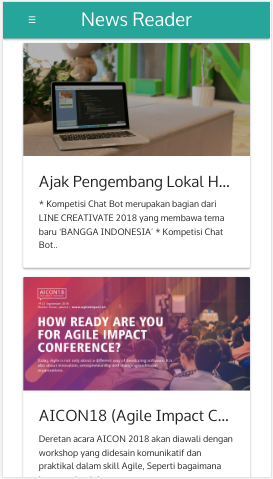 ☰ News Reader
Ajak Pengembang Lokal H...
* Kompetisi Chat Bot merupakan bagian dari
LINE CREATIVATE 2018 yang membawa tema
baru ‘BANGGA INDONESIA’ * Kompetisi Chat
Bot..
AICON18
HOW READY ARE YOU
FOR AGILE IMPACT
CONFERENCE?
AICON18 (Agile Impact C...
Deretan acara AICON 2018 akan diawali dengan
workshop yang didesain komunikatif dan
praktikal dalam skill Agile, Seperti bagaimana